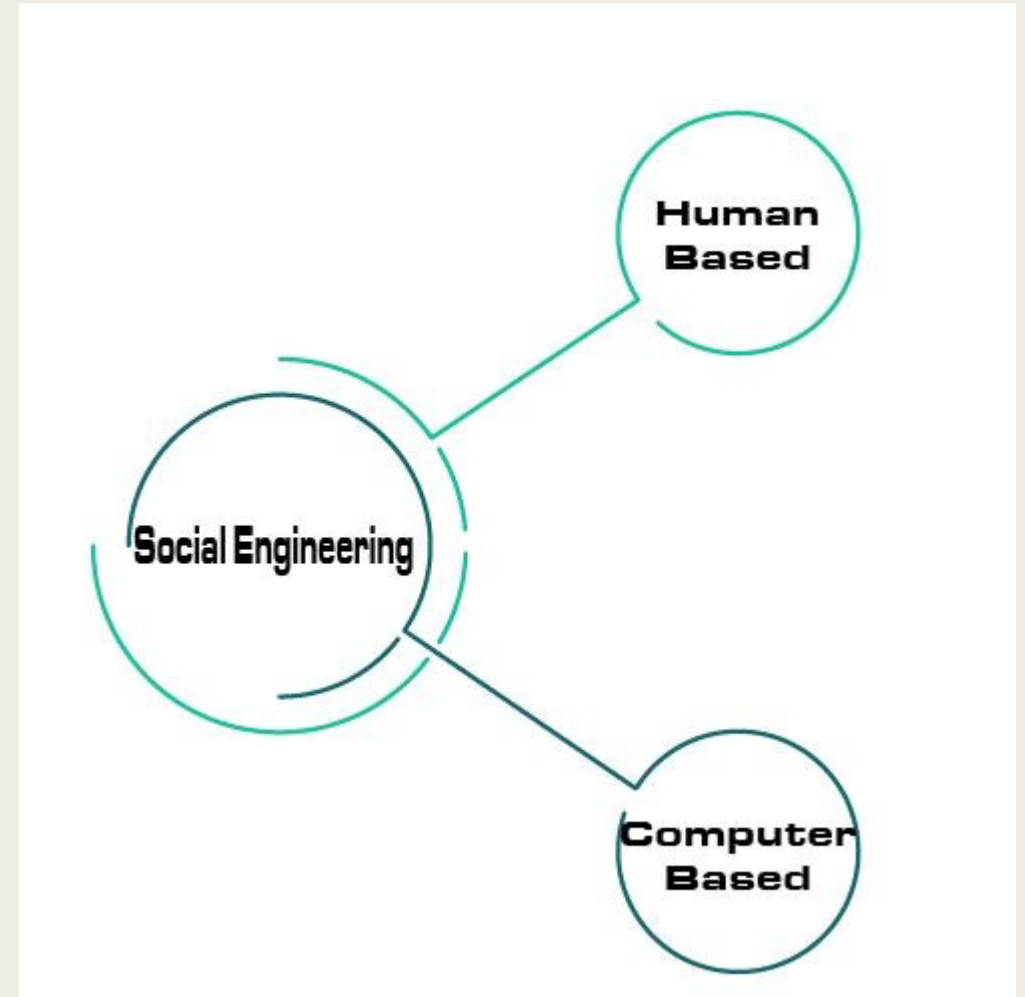 Human
Based
Social Engineering
Computer
Based